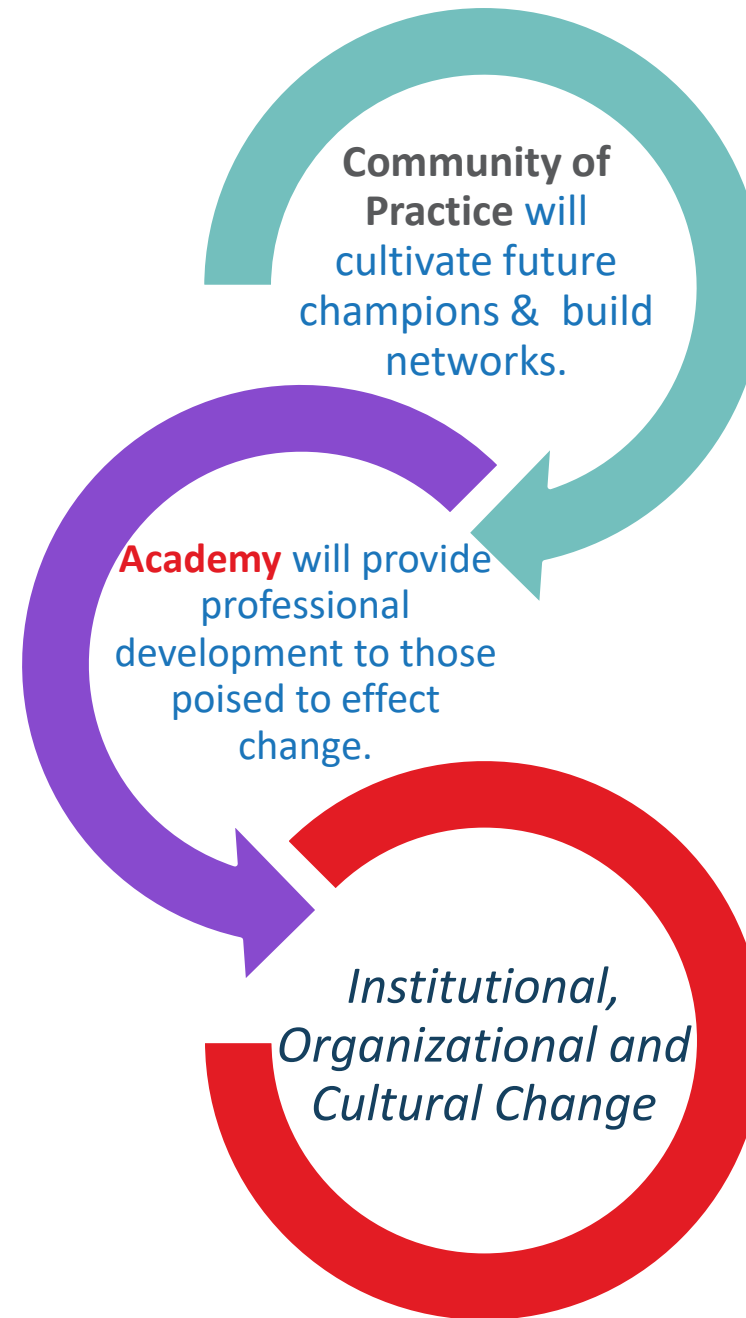 Community of
Practice will
cultivate future
champions &  build
networks.
Academy will provide
professional
development to those
poised to effect
change.
Institutional,
Organizational and
Cultural Change